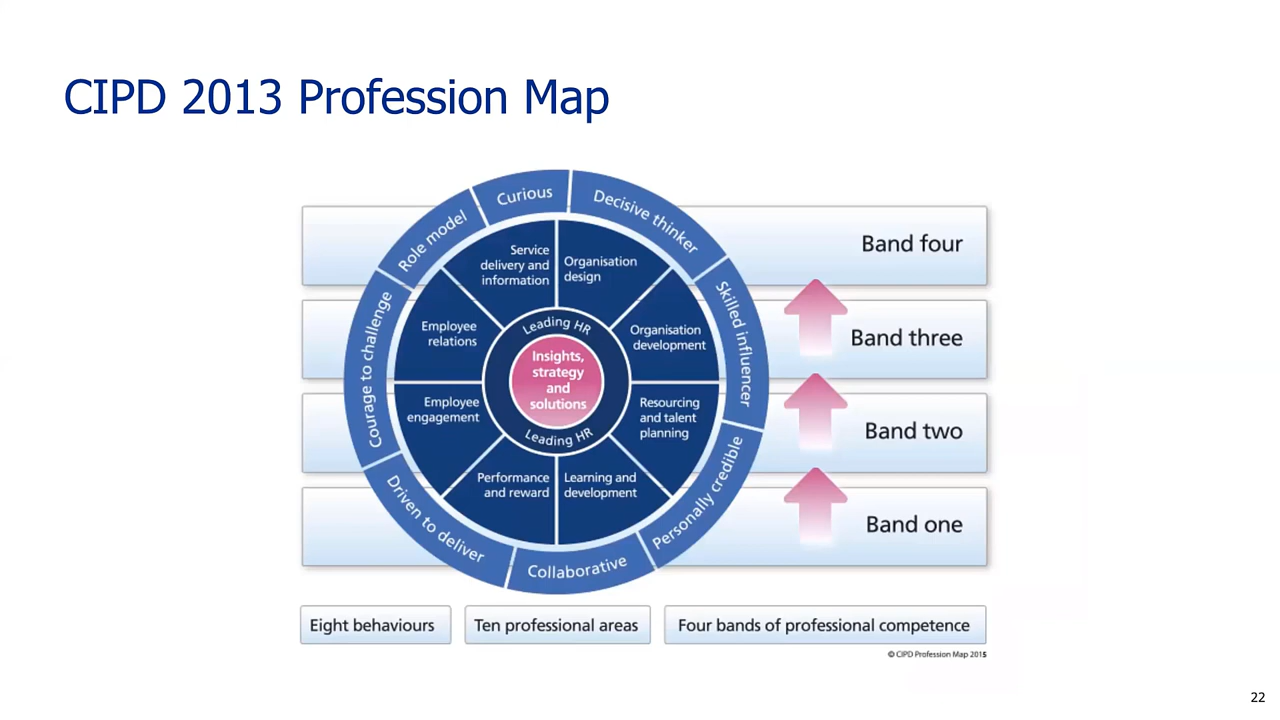 CIPD 2013 Profession Map
Curious
Decisive thinker
Skilled influencer
Personally credible
Collaborative
Driven to deliver
Courage to challenge
Role model
Service
delivery and
information
Organisation
design
Organisation
development
Resourcing
and talent
planning
Learning and
development
Performance
and reward
Employee
engagement
Employee
relations
Leading HR
Insights,
strategy
and
solutions
Leading HR
Band four
Band three
Band two
Band one
Eight behaviours
Ten professional areas
Four bands of professional competence
© CIPD Profession Map 2015
22